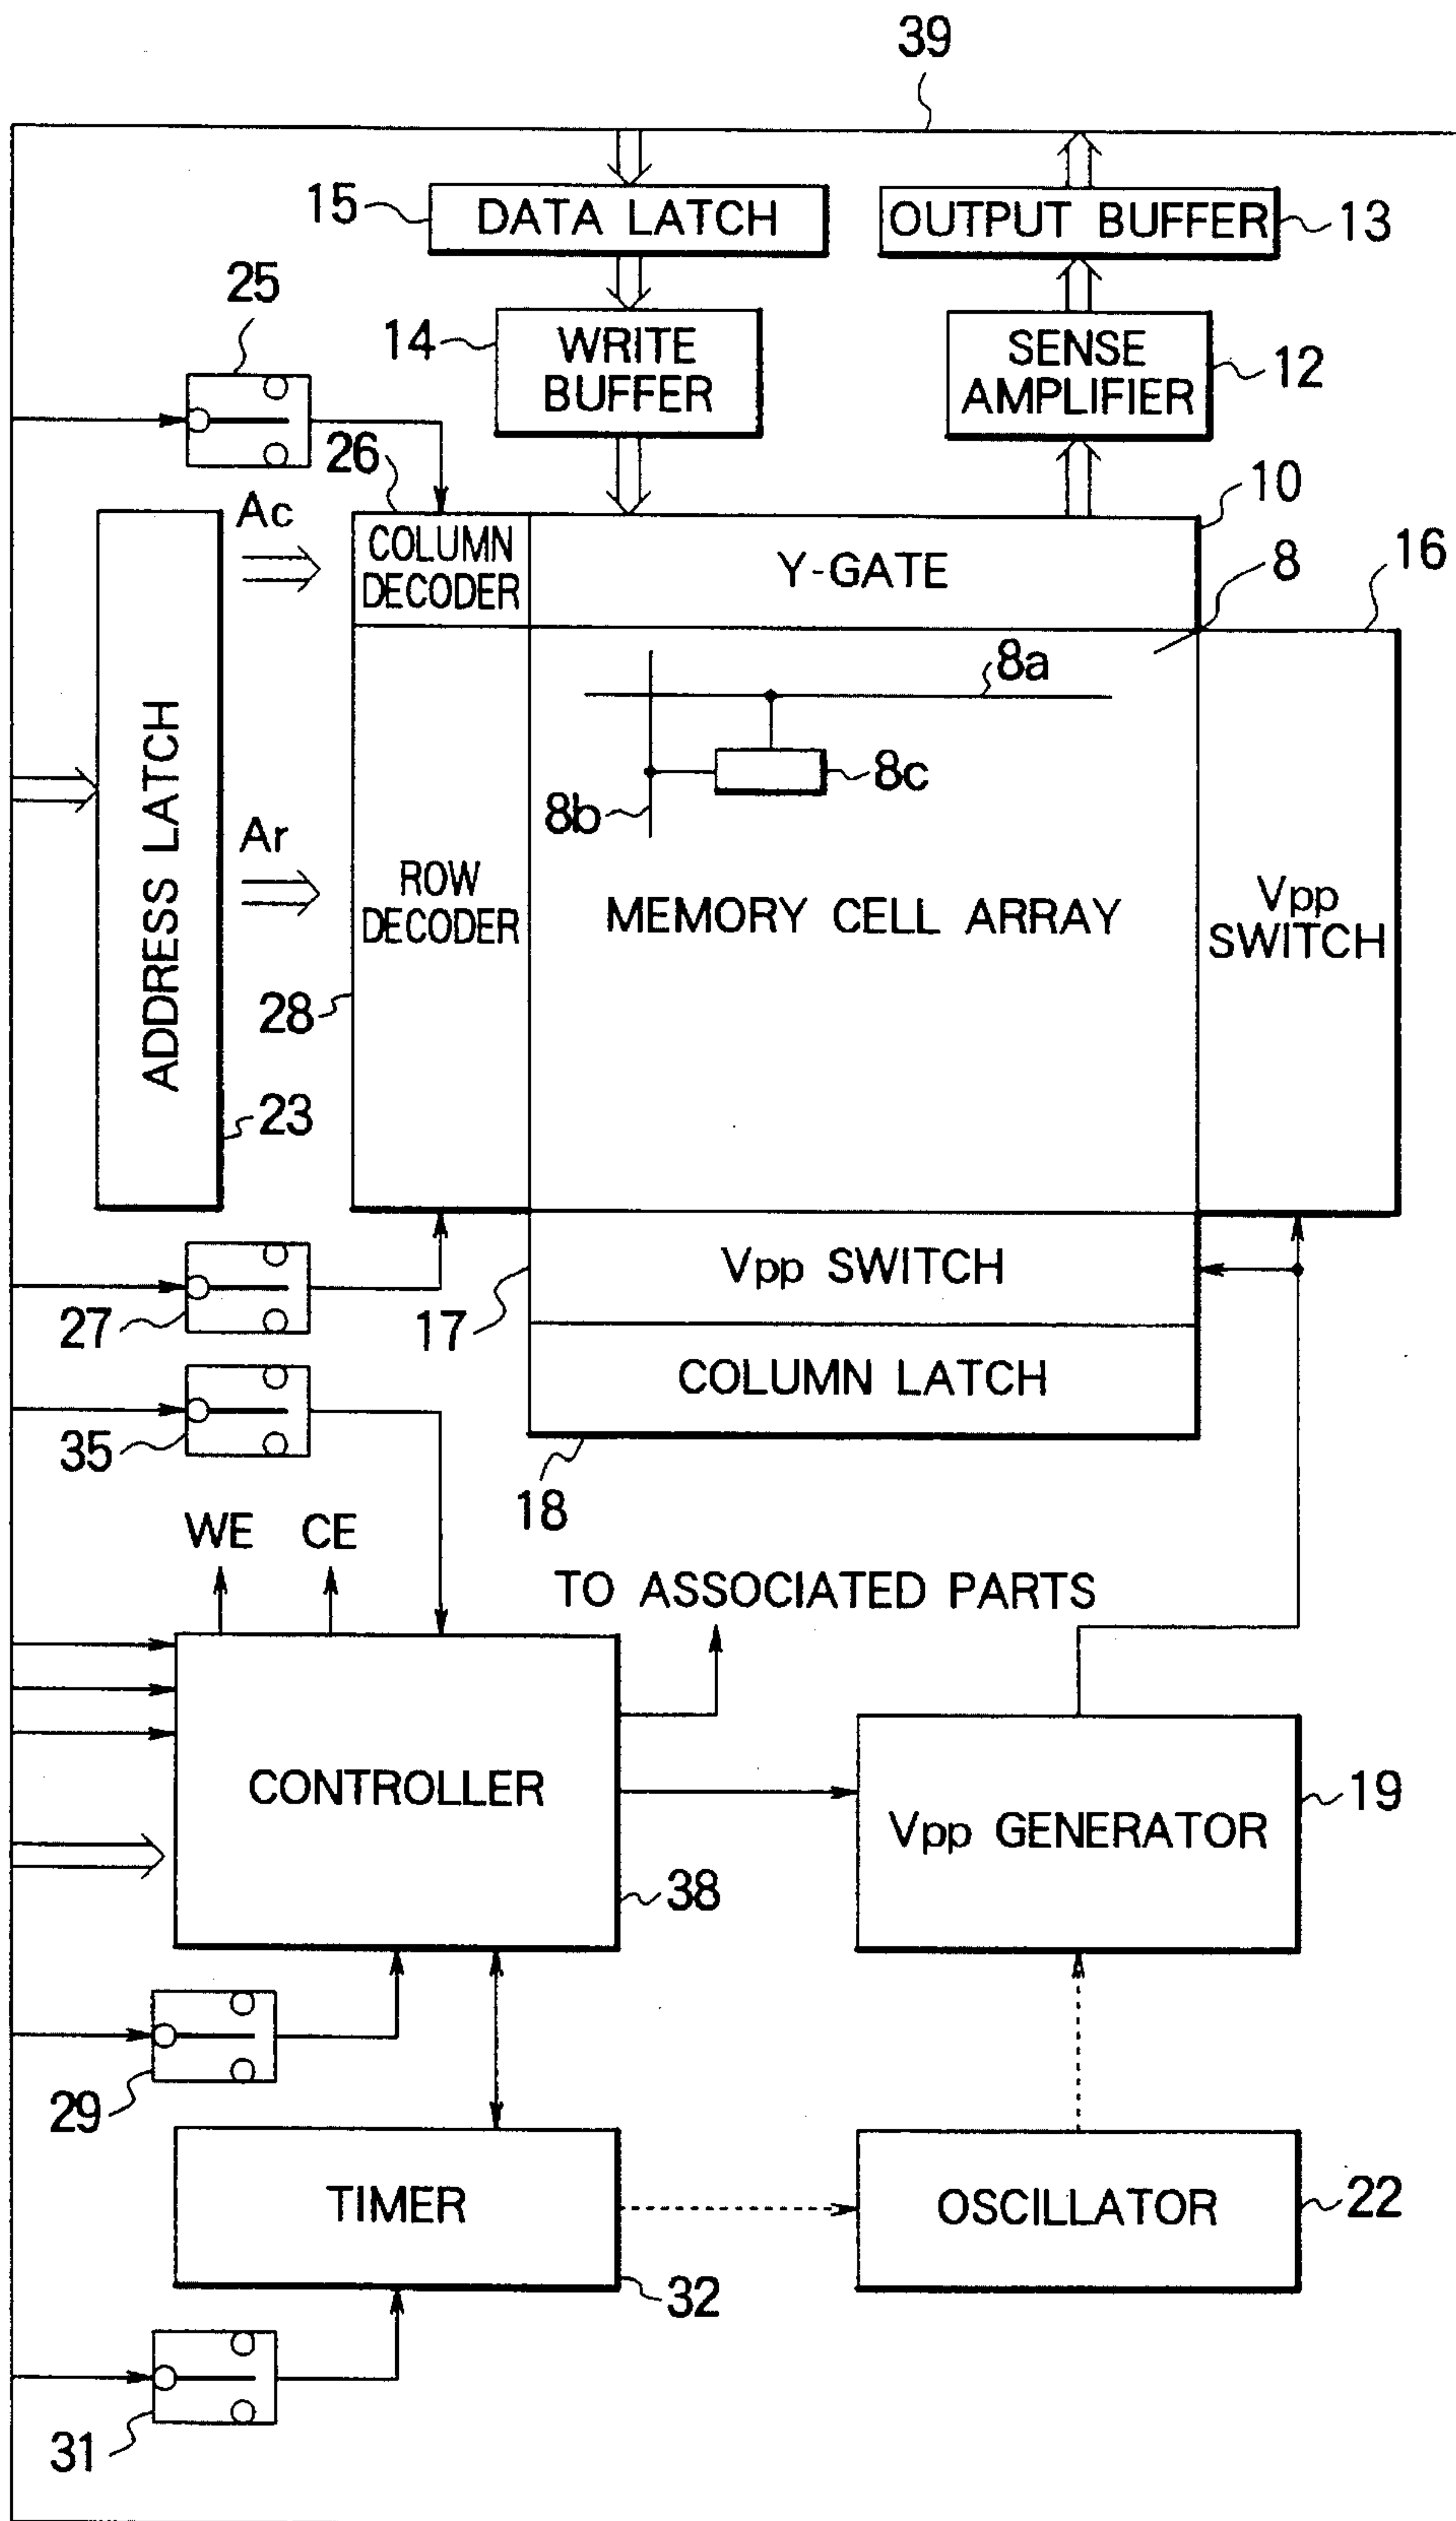 39
15
DATA LATCH
OUTPUT BUFFER
13
25
14
WRITE
BUFFER
SENSE
AMPLIFIER
12
26
10
Ac
COLUMN
DECODER
Y-GATE
8
16
8a
8c
8b
ADDRESS LATCH
Ar
ROW
DECODER
MEMORY CELL ARRAY
Vpp
SWITCH
28
23
27
17
Vpp SWITCH
COLUMN LATCH
35
18
WE
CE
TO ASSOCIATED PARTS
CONTROLLER
38
Vpp GENERATOR
19
29
TIMER
32
OSCILLATOR
22
31